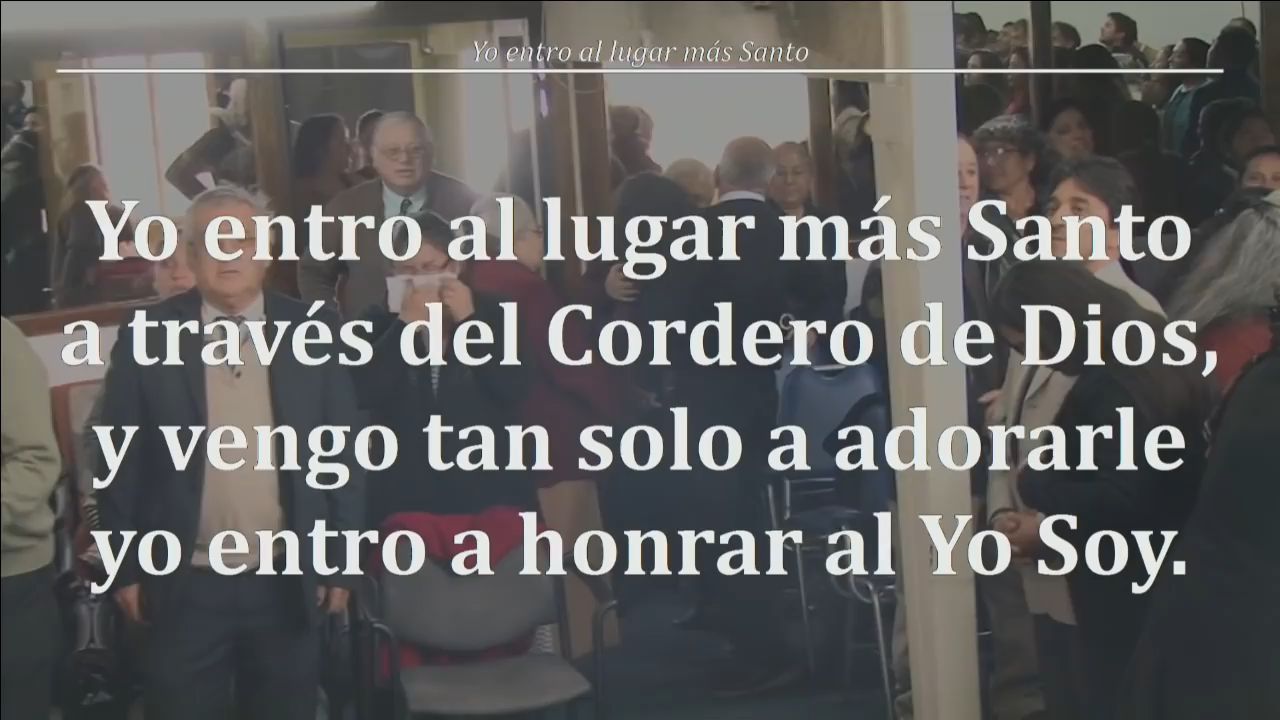 Yo entro al lugar más Santo
Yo entro al lugar más Santo
a través del Cordero de Dios,
y vengo tan solo a adorarle
yo entro a honrar al Yo Soy.